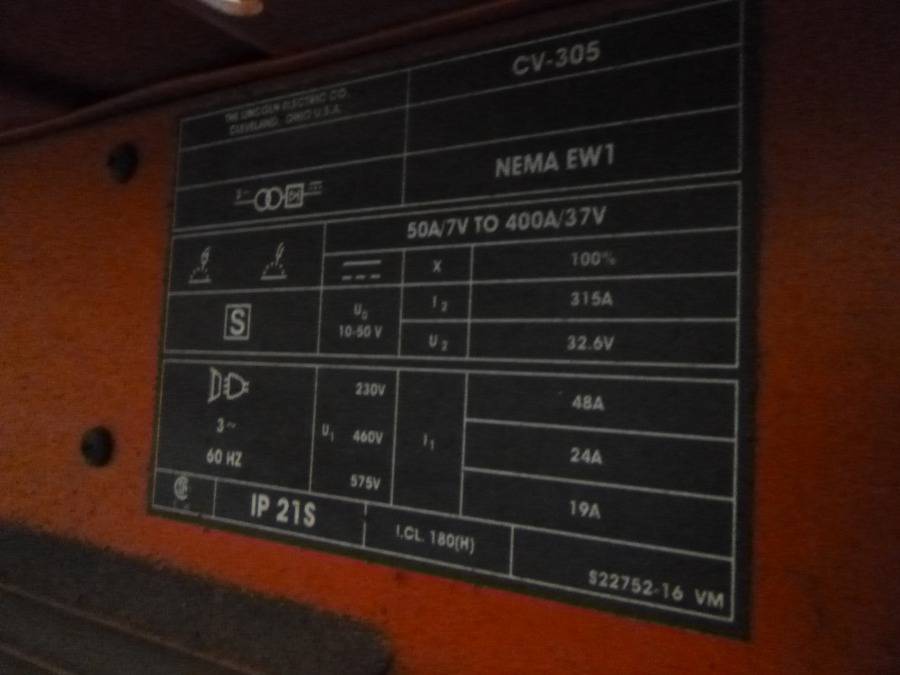 THE LINCOLN ELECTRIC CO.
CLEVELAND, OHIO U.S.A.
CV-305
NEMA EW1
3~
50A/7V TO 400A/37V
X 100%
S
U0
10-50 V
I2 315A
U2 32.6V
3~
60 HZ
U1
230V
460V
575V
I1
48A
24A
19A
IP 21S
I.CL. 180(H)
S22752-16 VM